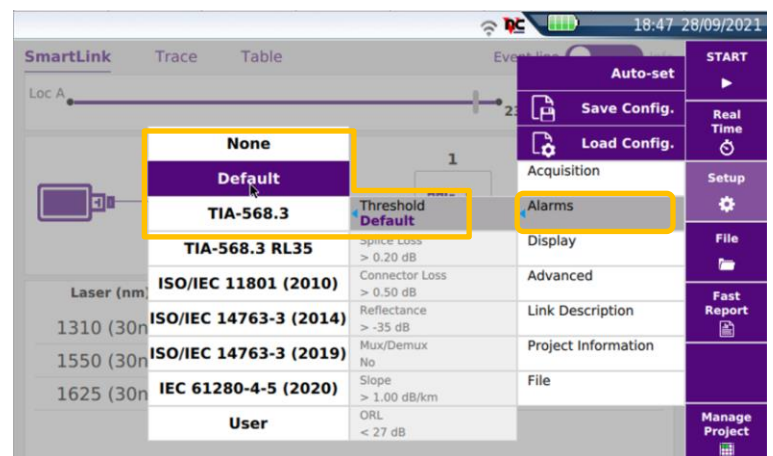 18:47 28/09/2021
SmartLink Trace Table
Loc A
Auto-set
Save Config.
Load Config.
Acquisition
Alarms
Display
Advanced
Link Description
Project Information
File
None
Default
TIA-568.3
TIA-568.3 RL35
ISO/IEC 11801 (2010)
ISO/IEC 14763-3 (2014)
ISO/IEC 14763-3 (2019)
IEC 61280-4-5 (2020)
User
1
Threshold
Default
Splice Loss
> 0.20 dB
Connector Loss
> 0.50 dB
Reflectance
> -35 dB
Mux/Demux
No
Slope
> 1.00 dB/km
ORL
< 27 dB
Laser (nm)
1310 (30n
1550 (30n
1625 (30n
START
Real
Time
Setup
File
Fast
Report
Manage
Project